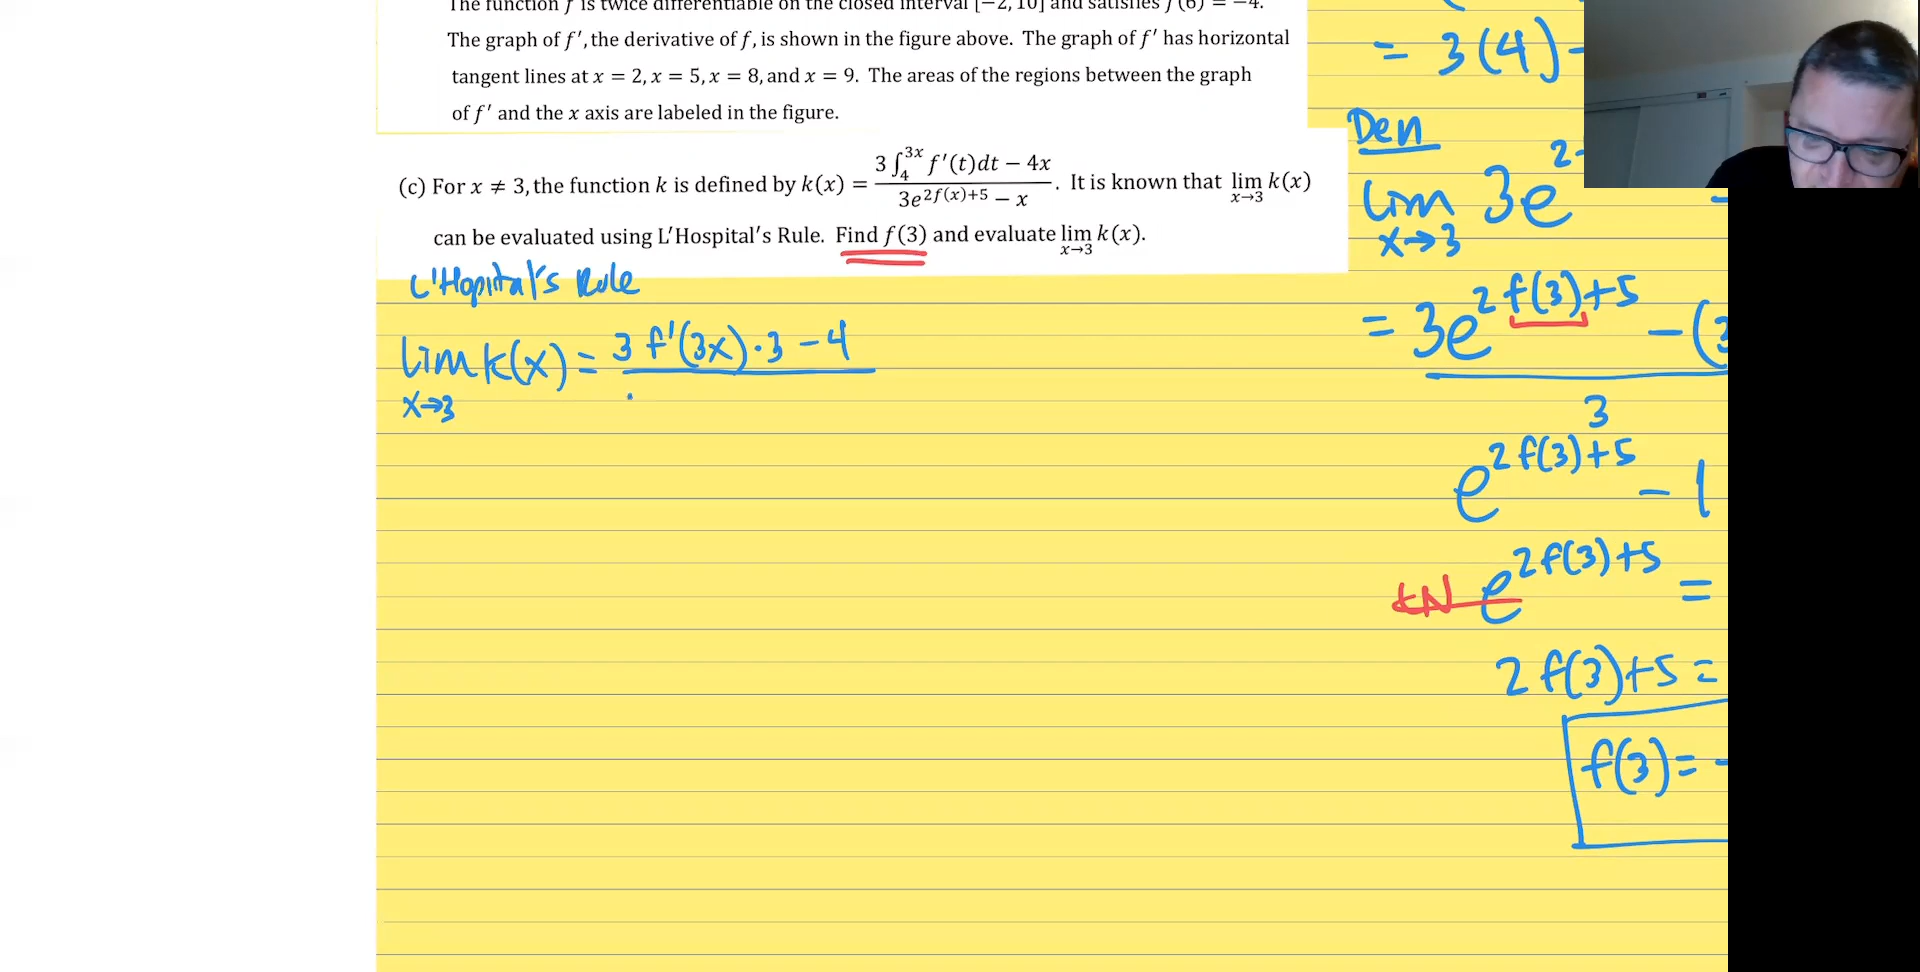 The function f is twice differentiable on the closed interval [−2, 10] and satisfies f(6) = −4.
The graph of f′, the derivative of f, is shown in the figure above. The graph of f′ has horizontal
tangent lines at x = 2, x = 5, x = 8, and x = 9. The areas of the regions between the graph
of f′ and the x axis are labeled in the figure.
(c) For x ≠ 3, the function k is defined by k(x) = (3 ∫₄^{3x} f′(t)dt − 4x) / (3e^{2f(x)+5} − x). It is known that lim_{x→3} k(x)
can be evaluated using L′Hospital′s Rule. Find f(3) and evaluate lim_{x→3} k(x).
L'Hopital's Rule
lim_{x→3} k(x) = 3 f'(3x)·3 − 4
= 3(4) −
Den
lim_{x→3} 3e^2
= 3e^{2 f(3)+5} − (3
3
e^{2 f(3)+5} − 1
e^{2 f(3)+5} =
2 f(3)+5 =
f(3) = −